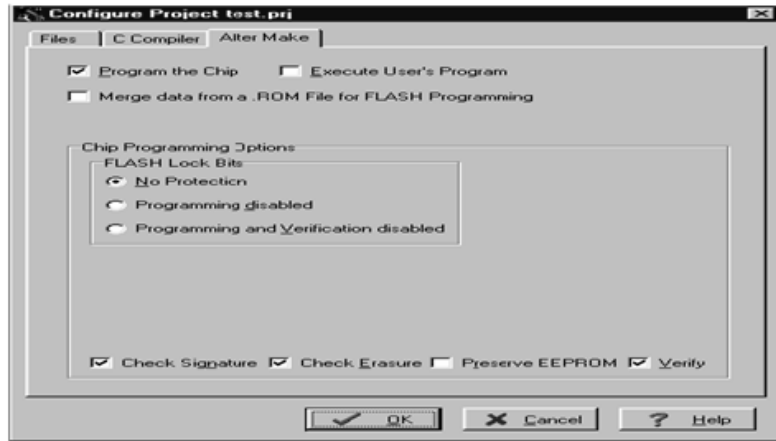 Configure Project test.prj
Files C Compiler Alter Make
Program the Chip Execute User's Program
Merge data from a .ROM File for FLASH Programming
Chip Programming Options
FLASH Lock Bits
No Protection
Programming disabled
Programming and Verification disabled
Check Signature Check Erasure Preserve EEPROM Verify
OK Cancel ? Help